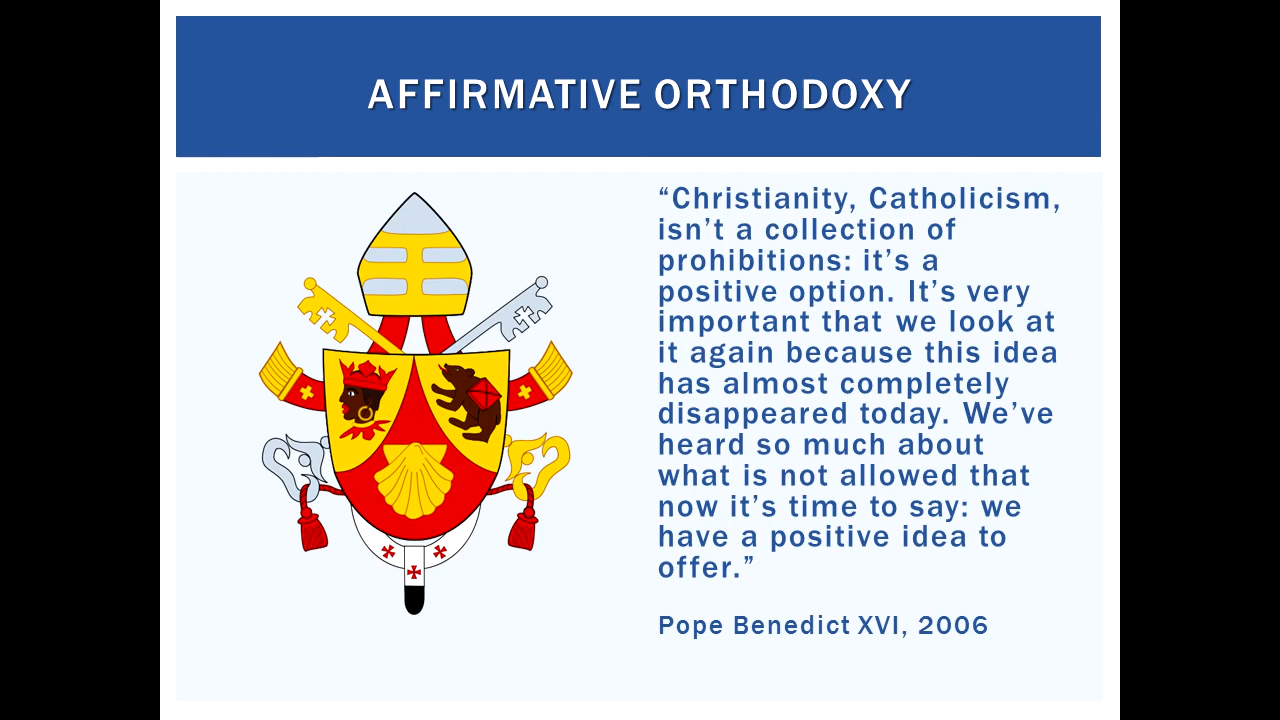 AFFIRMATIVE ORTHODOXY
“Christianity, Catholicism,
isn’t a collection of
prohibitions: it’s a
positive option. It’s very
important that we look at
it again because this idea
has almost completely
disappeared today. We’ve
heard so much about
what is not allowed that
now it’s time to say: we
have a positive idea to
offer.”
Pope Benedict XVI, 2006